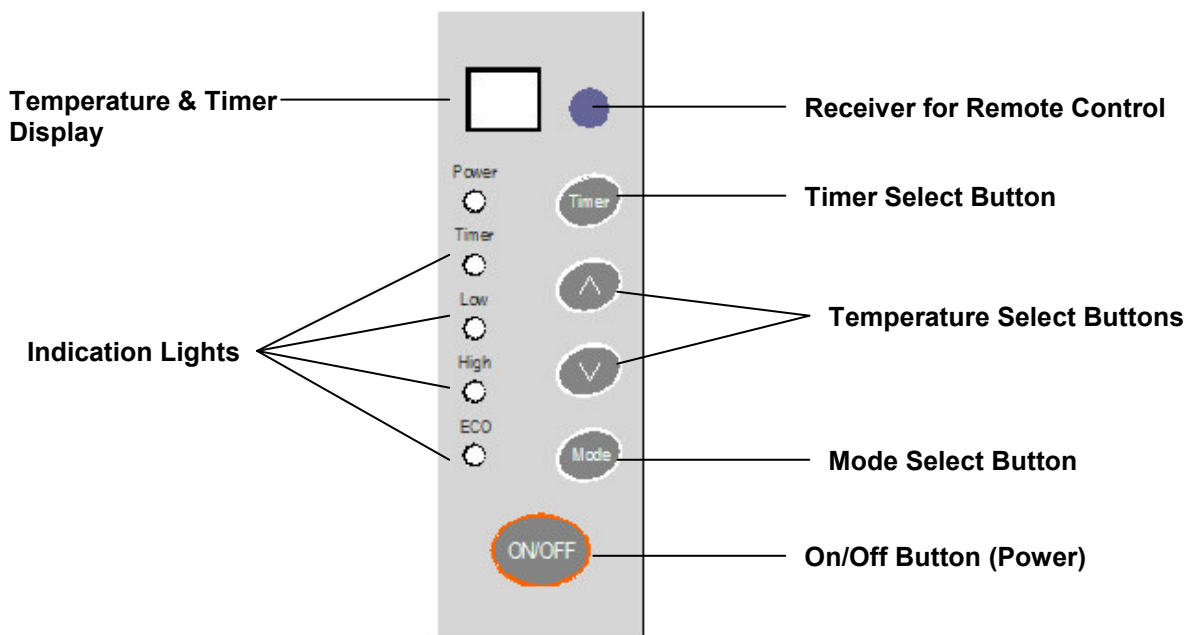 Temperature & Timer
Display
Receiver for Remote Control
Power
Timer
Timer Select Button
Timer
Low
Temperature Select Buttons
Indication Lights
High
ECO
Mode
Mode Select Button
ON/OFF
On/Off Button (Power)